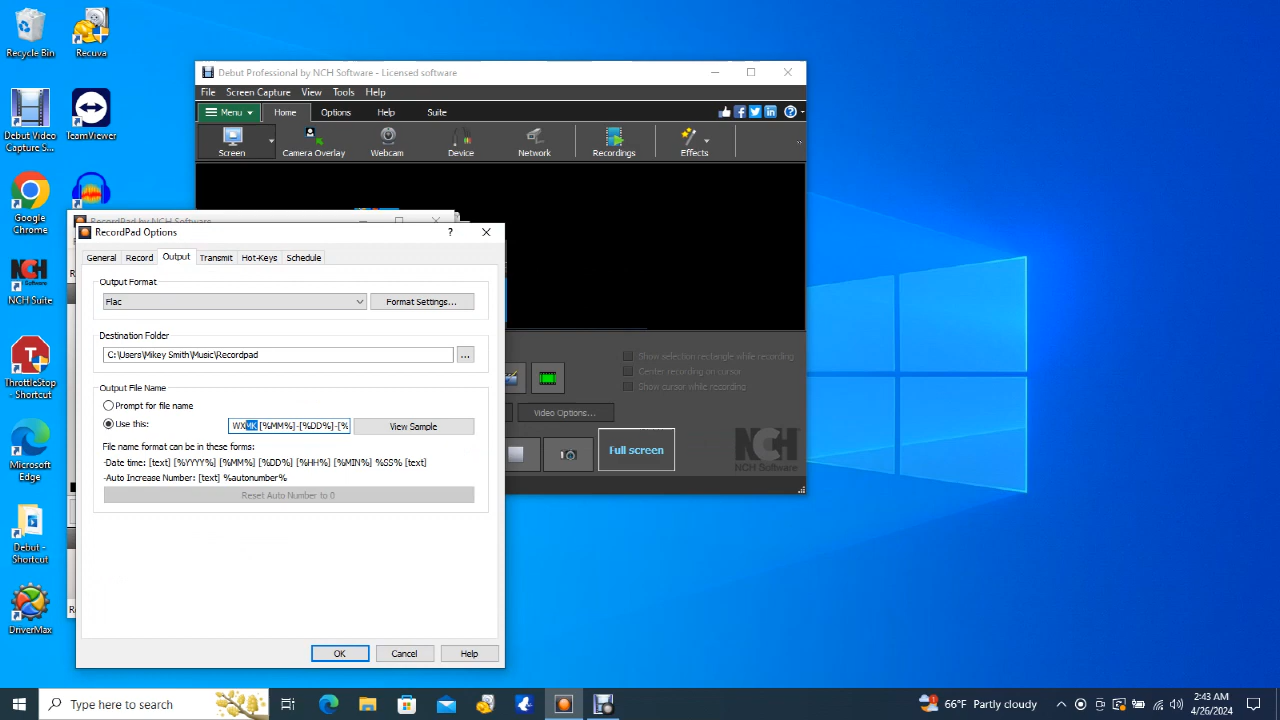 Recycle Bin
Recuva
Debut Video Capture S...
TeamViewer
Google Chrome
NCH Suite
ThrottleStop - Shortcut
Microsoft Edge
Debut - Shortcut
DriverMax
Debut Professional by NCH Software - Licensed software
File Screen Capture View Tools Help
Menu Home Options Help Suite
Screen Camera Overlay Webcam Device Network Recordings Effects
Show selection rectangle while recording
Center recording on cursor
Show cursor while recording
Video Options...
Full screen
NCH Software
RecordPad by NCH Software
RecordPad Options
General Record Output Transmit Hot-Keys Schedule
Output Format
Flac Format Settings...
Destination Folder
C:\Users\Mikey Smith\Music\Recordpad ...
Output File Name
Prompt for file name
Use this: WXMK [%MM%]-[%DD%]-[% View Sample
File name format can be in these forms:
-Date time: [text] [%YYYY%] [%MM%] [%DD%] [%HH%] [%MIN%] %SS% [text]
-Auto Increase Number: [text] %autonumber%
Reset Auto Number to 0
OK Cancel Help
Type here to search
66°F Partly cloudy
2:43 AM
4/26/2024